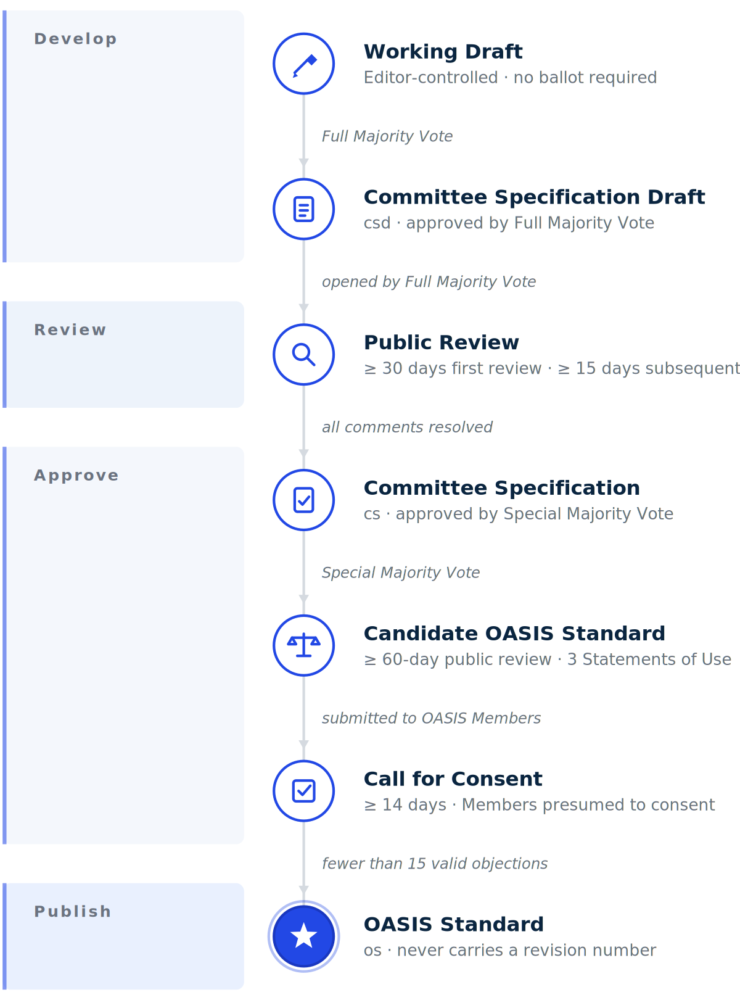 Develop
Working Draft
Editor-controlled · no ballot required
Full Majority Vote
Committee Specification Draft
csd · approved by Full Majority Vote
opened by Full Majority Vote
Review
Public Review
≥ 30 days first review · ≥ 15 days subsequent
all comments resolved
Approve
Committee Specification
cs · approved by Special Majority Vote
Special Majority Vote
Candidate OASIS Standard
≥ 60-day public review · 3 Statements of Use
submitted to OASIS Members
Call for Consent
≥ 14 days · Members presumed to consent
fewer than 15 valid objections
Publish
OASIS Standard
os · never carries a revision number